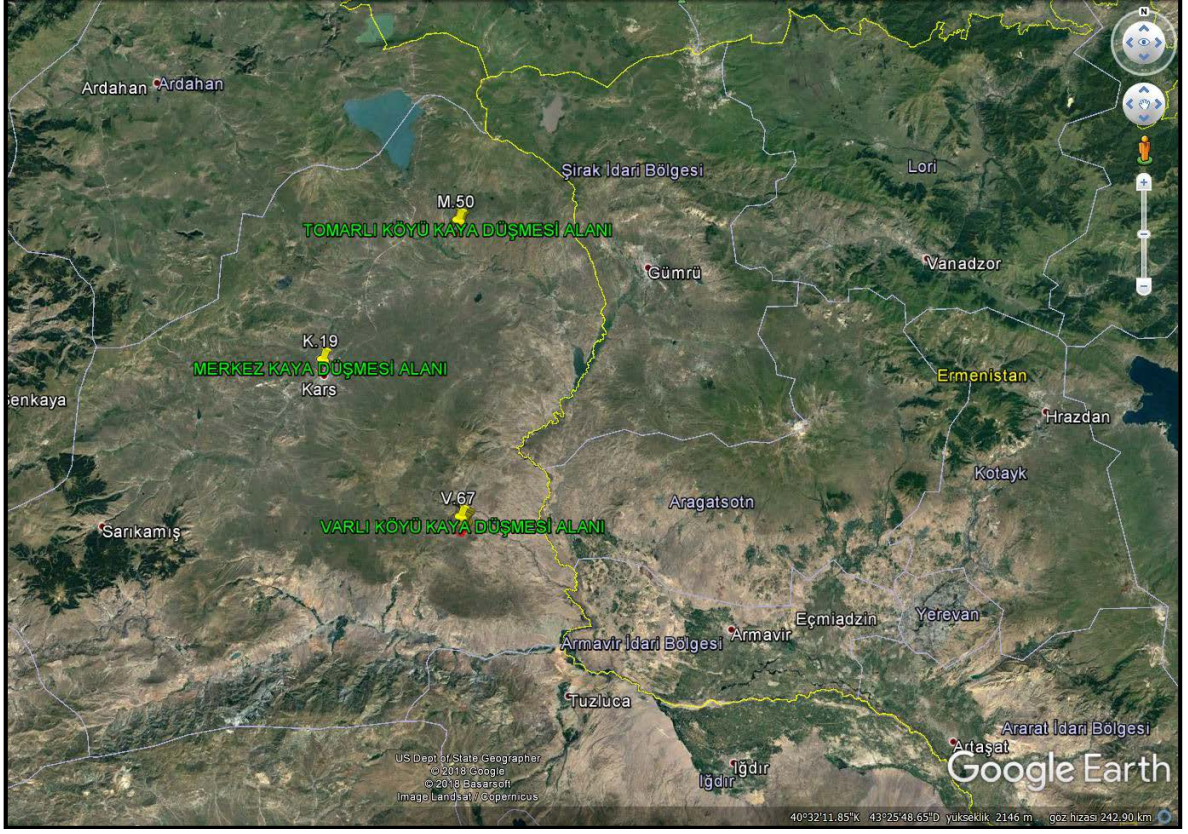 N
Ardahan
Ardahan
Şirak İdari Bölgesi
Lori
M.50
TOMARLI KÖYÜ KAYA DÜŞMESİ ALANI
Gümrü
Vanadzor
K.19
MERKEZ KAYA DÜŞMESİ ALANI
Kars
Ermenistan
Şenkaya
Hrazdan
Kotayk
V.67
Aragatsotn
VARLI KÖYÜ KAYA DÜŞMESİ ALANI
Sarıkamış
Eçmiadzin
Yerevan
Armavir İdari Bölgesi
Armavir
Tuzluca
Ararat İdari Bölgesi
Artaşat
Iğdır
Iğdır
US Dept of State Geographer
© 2018 Google
© 2018 Basarsoft
Image Landsat / Copernicus
Google Earth
40°32'11.85"K 43°25'48.65"D yükseklik 2146 m göz hizası 242.90 km